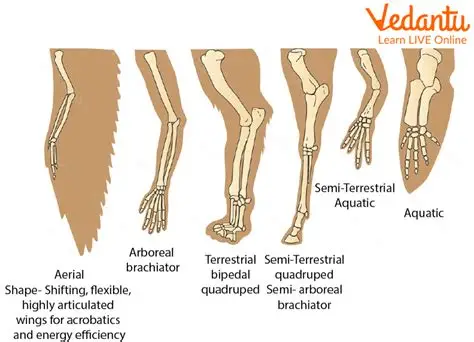 Vedantu
Learn LIVE Online
Aerial
Shape- Shifting, flexible,
highly articulated
wings for acrobatics
and energy efficiency
Arboreal
brachiator
Terrestrial
bipedal
quadruped
Semi-Terrestrial
quadruped
Semi- arboreal
brachiator
Semi-Terrestrial
Aquatic
Aquatic